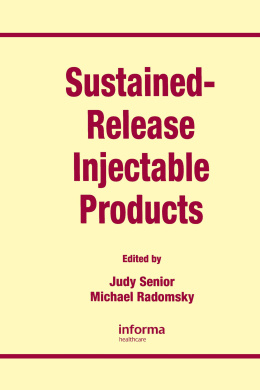 Sustained-
Release
Injectable
Products
Edited by
Judy Senior
Michael Radomsky
informa
healthcare